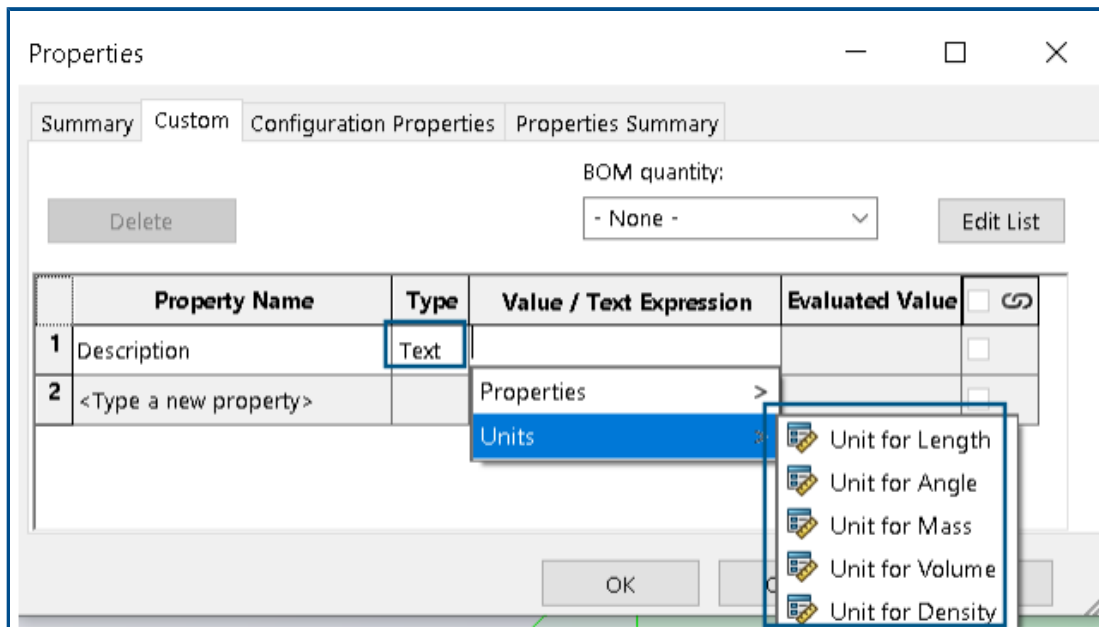 Properties
Summary Custom Configuration Properties Properties Summary
BOM quantity:
Delete - None - Edit List
Property Name Type Value / Text Expression Evaluated Value
1 Description Text
2 <Type a new property>
Properties >
Units
Unit for Length
Unit for Angle
Unit for Mass
Unit for Volume
Unit for Density
OK